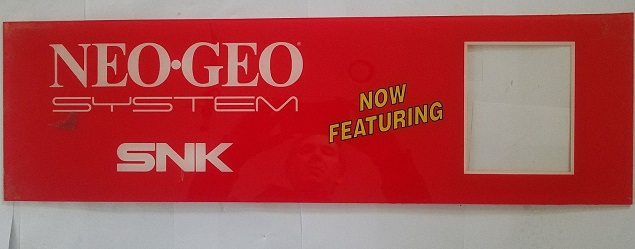 NEO•GEO
SYSTEM
SNK
NOW
FEATURING